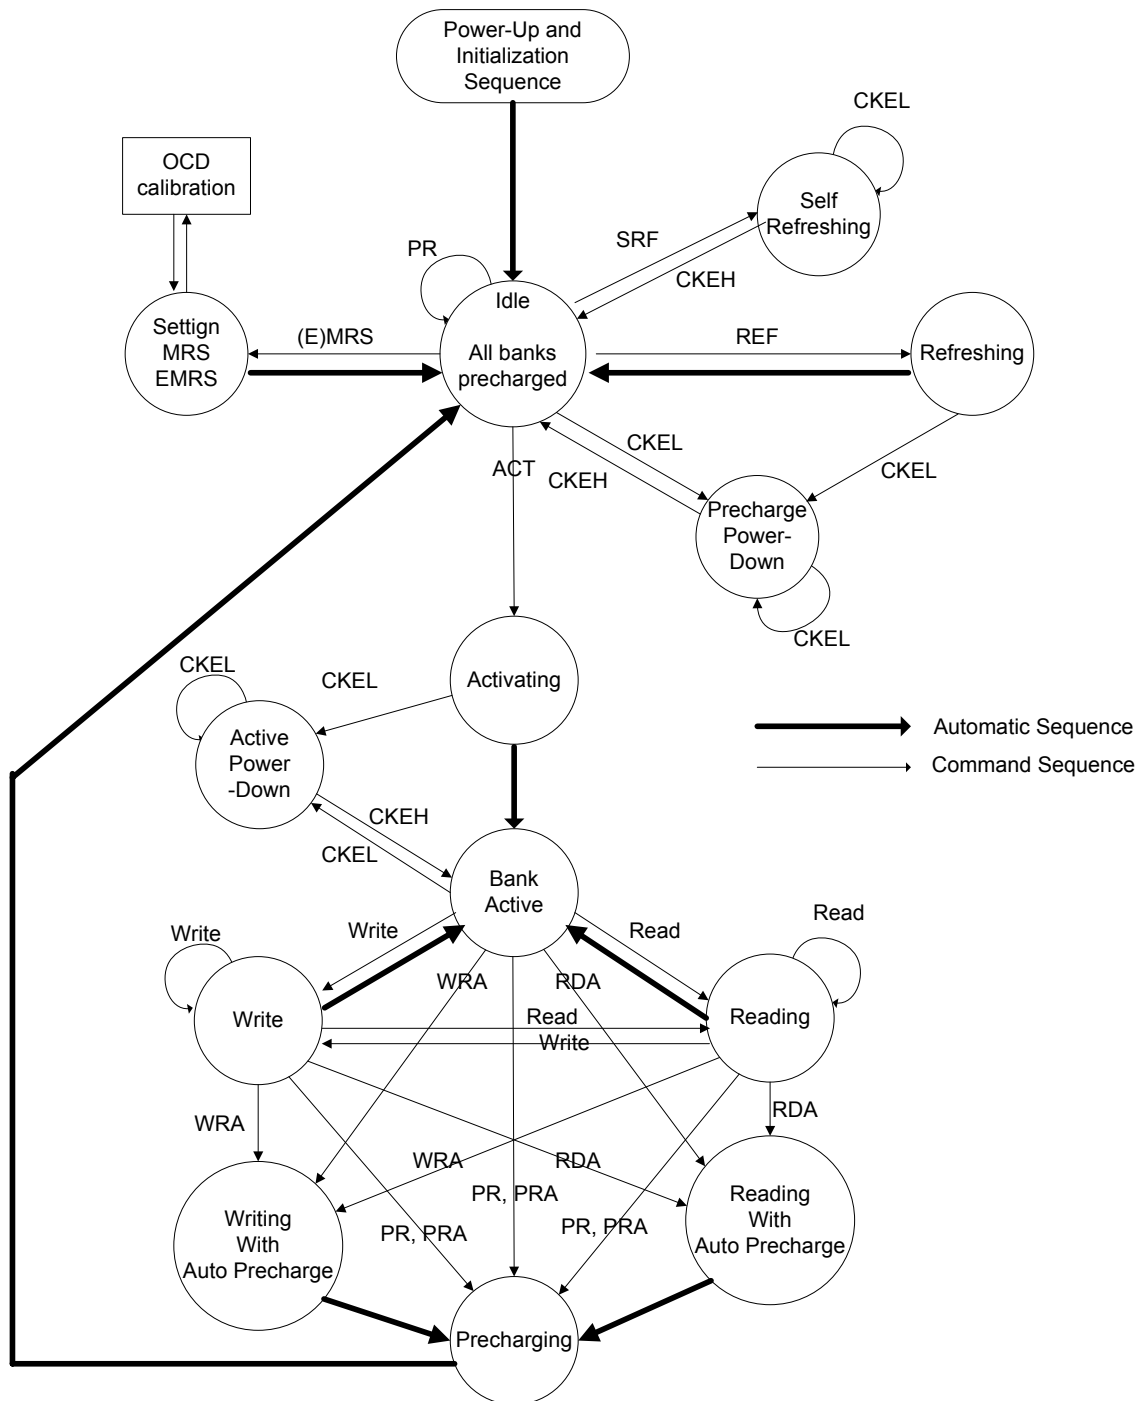 Power-Up and
Initialization
Sequence
CKEL
OCD
calibration
Self
Refreshing
SRF
PR
CKEH
Idle
Settign
MRS
EMRS
(E)MRS
All banks
precharged
REF
Refreshing
CKEL
ACT
CKEH
CKEL
Precharge
Power-
Down
CKEL
CKEL
CKEL
Activating
Active
Power
-Down
Automatic Sequence
Command Sequence
CKEH
CKEL
Bank
Active
Write
Write
Read
Read
WRA
RDA
Write
Read
Write
Reading
WRA
RDA
WRA
RDA
PR, PRA
PR, PRA
PR, PRA
Writing
With
Auto Precharge
Reading
With
Auto Precharge
Precharging